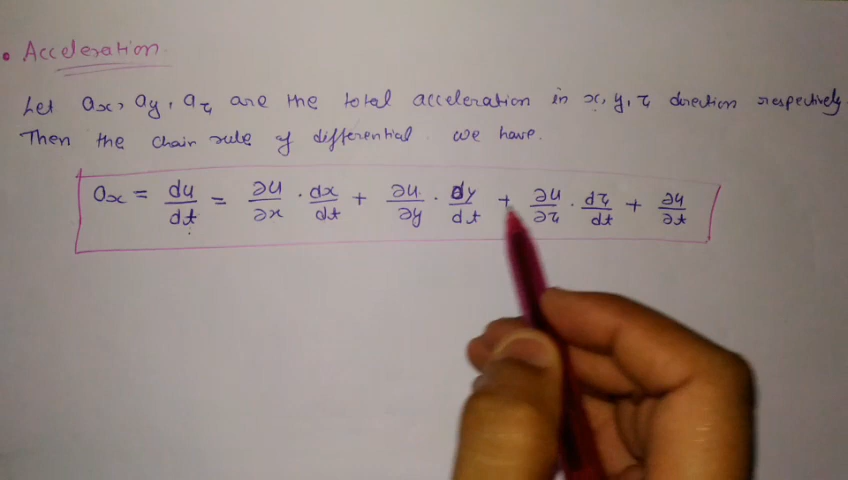 • Acceleration
Let ax, ay, az are the total acceleration in x, y, z direction respectively.
Then the chain rule of differential. we have.
ax = du/dt = ∂u/∂x · dx/dt + ∂u/∂y · dy/dt + ∂u/∂z · dz/dt + ∂u/∂t